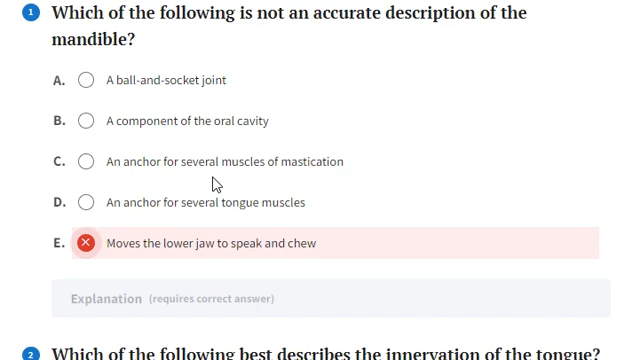 1 Which of the following is not an accurate description of the
mandible?
A. A ball-and-socket joint
B. A component of the oral cavity
C. An anchor for several muscles of mastication
D. An anchor for several tongue muscles
E. Moves the lower jaw to speak and chew
Explanation (requires correct answer)
2 Which of the following best describes the innervation of the tongue?